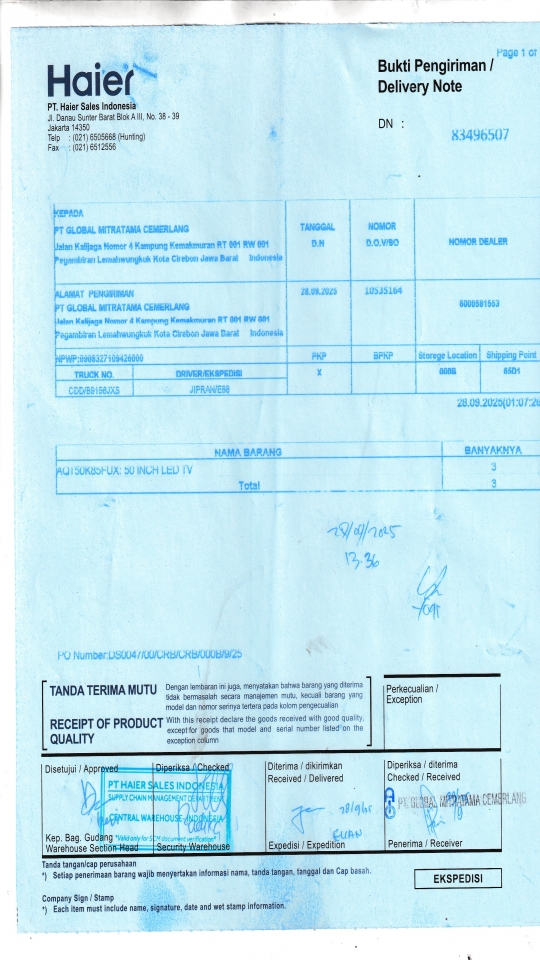 Page 1 of
Haier
PT. Haier Sales Indonesia
Jl. Danau Sunter Barat Blok A III, No. 38 - 39
Jakarta 14350
Telp : (021) 6505668 (Hunting)
Fax : (021) 6512556
Bukti Pengiriman /
Delivery Note
DN : 83496507
KEPADA
PT GLOBAL MITRATAMA CEMERLANG
Jalan Kalijaga Nomor 4 Kampung Kemakmuran RT 001 RW 001
Pegambiran Lemahwungkuk Kota Cirebon Jawa Barat Indonesia
TANGGAL D.N
NOMOR D.O.V/SO
NOMOR DEALER
ALAMAT PENGIRIMAN
PT GLOBAL MITRATAMA CEMERLANG
Jalan Kalijaga Nomor 4 Kampung Kemakmuran RT 001 RW 001
Pegambiran Lemahwungkuk Kota Cirebon Jawa Barat Indonesia
28.09.2025 10535164
NPWP:0908327109426000 PKP BPKP Storege Location Shipping Point
TRUCK NO. DRIVER/EKSPEDISI X 000B 65D1
JIPRAN/E68
28.09.2025(01:07:26
NAMA BARANG BANYAKNYA
AQT50K85FUX: 50 INCH LED TV 3
Total 3
28/09/2025
13.36
PO Number:DS0047/00/CRB/CRB/000B/9/25
TANDA TERIMA MUTU
Dengan lembaran ini juga, menyatakan bahwa barang yang diterima
tidak bermasalah secara manajemen mutu, kecuali barang yang
model dan nomor serinya tertera pada kolom pengecualian
RECEIPT OF PRODUCT
QUALITY
With this receipt declare the goods received with good quality,
except for goods that model and serial number listed on the
exception column
Perkecualian /
Exception
Disetujui / Approved
Diperiksa / Checked
Diterima / dikirimkan
Received / Delivered
Diperiksa / diterima
Checked / Received
PT HAIER SALES INDONESIA
SUPPLY CHAIN MANAGEMENT DEPARTMENT
CENTRAL WAREHOUSE - INDONESIA
*Valid only for SCM document verification*
28/9/25
PT. GLOBAL MITRATAMA CEMERLANG
Kep. Bag. Gudang
Warehouse Section Head
Security Warehouse
Expedisi / Expedition
Penerima / Receiver
Tanda tangan/cap perusahaan
*) Setiap penerimaan barang wajib menyertakan informasi nama, tanda tangan, tanggal dan Cap basah.
EKSPEDISI
Company Sign / Stamp
*) Each item must include name, signature, date and wet stamp information.